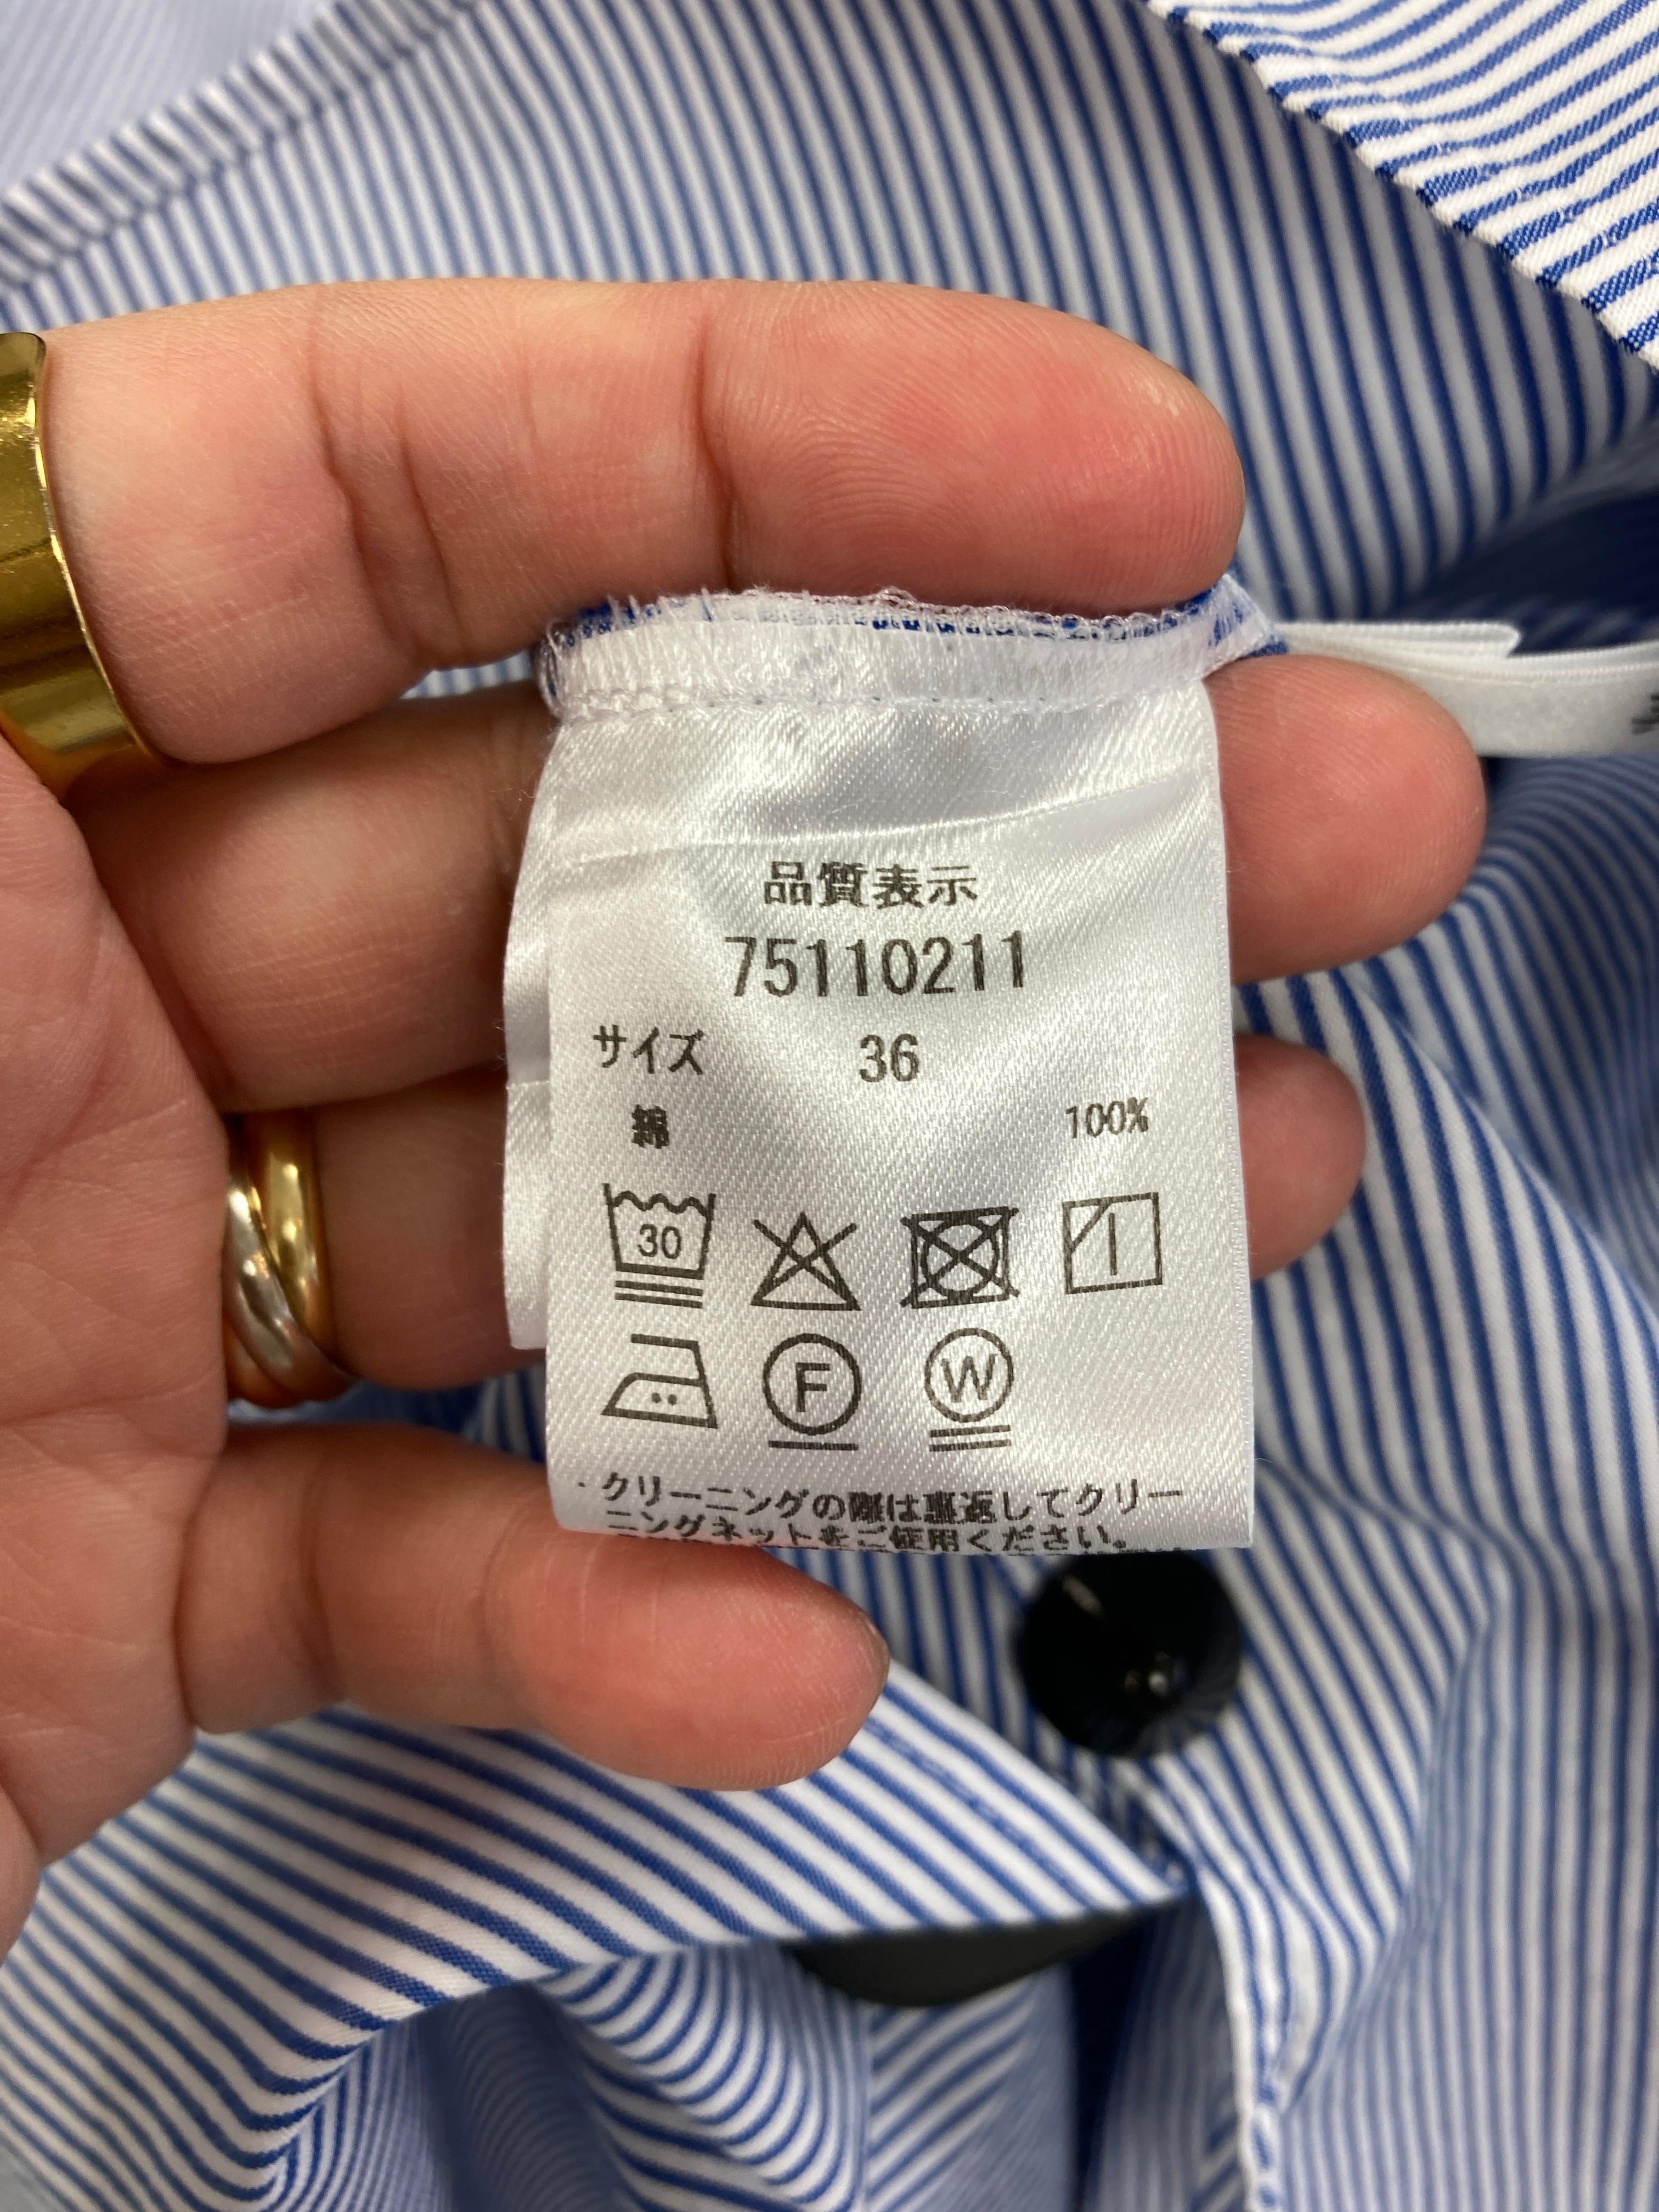 品質表示
75110211
サイズ 36
綿 100%
30
F W
・クリーニングの際は裏返してクリー
ニングネットをご使用ください。